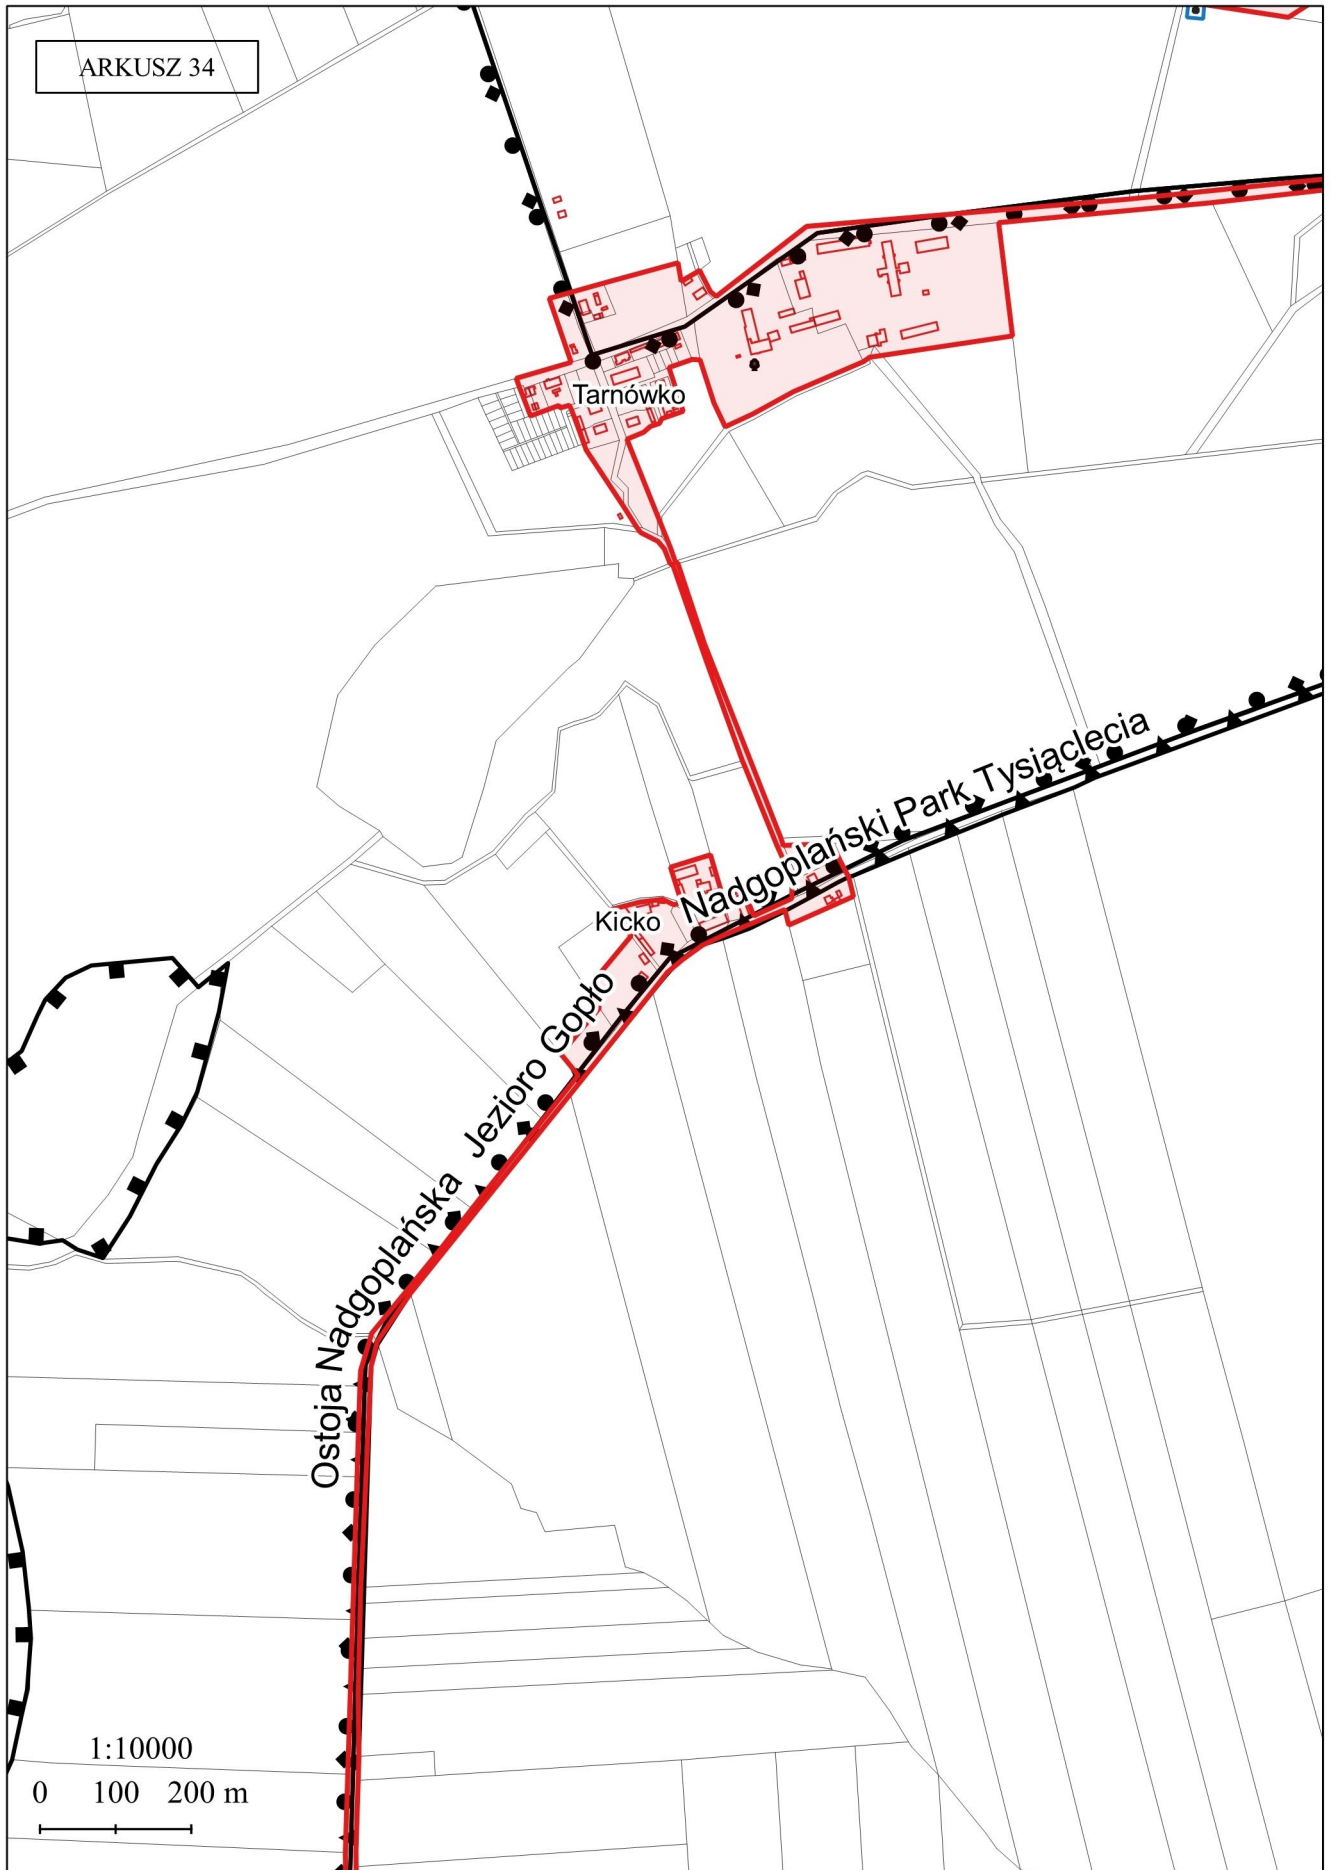 ARKUSZ 34
Tarnówko
Nadgoplański Park Tysiąclecia
Kicko
Jezioro Gopło
Ostoja Nadgoplańska
1:10000
0 100 200 m